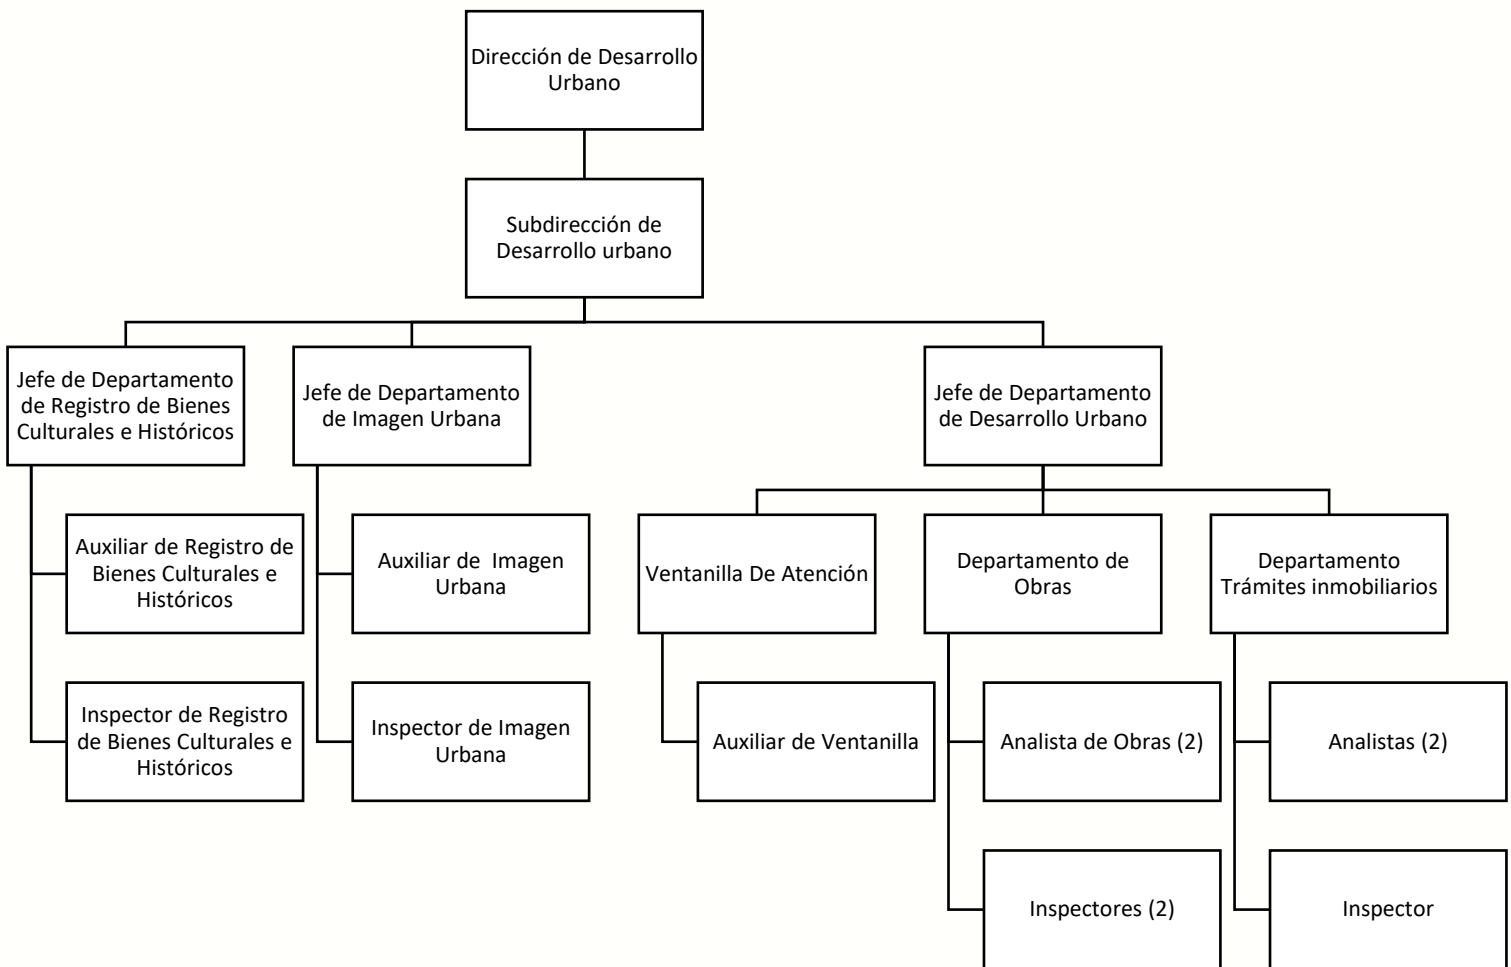 Dirección de Desarrollo
Urbano
Subdirección de
Desarrollo urbano
Jefe de Departamento
de Registro de Bienes
Culturales e Históricos
Jefe de Departamento
de Imagen Urbana
Jefe de Departamento
de Desarrollo Urbano
Auxiliar de Registro de
Bienes Culturales e
Históricos
Auxiliar de  Imagen
Urbana
Ventanilla De Atención
Departamento de
Obras
Departamento
Trámites inmobiliarios
Inspector de Registro
de Bienes Culturales e
Históricos
Inspector de Imagen
Urbana
Auxiliar de Ventanilla
Analista de Obras (2)
Analistas (2)
Inspectores (2)
Inspector